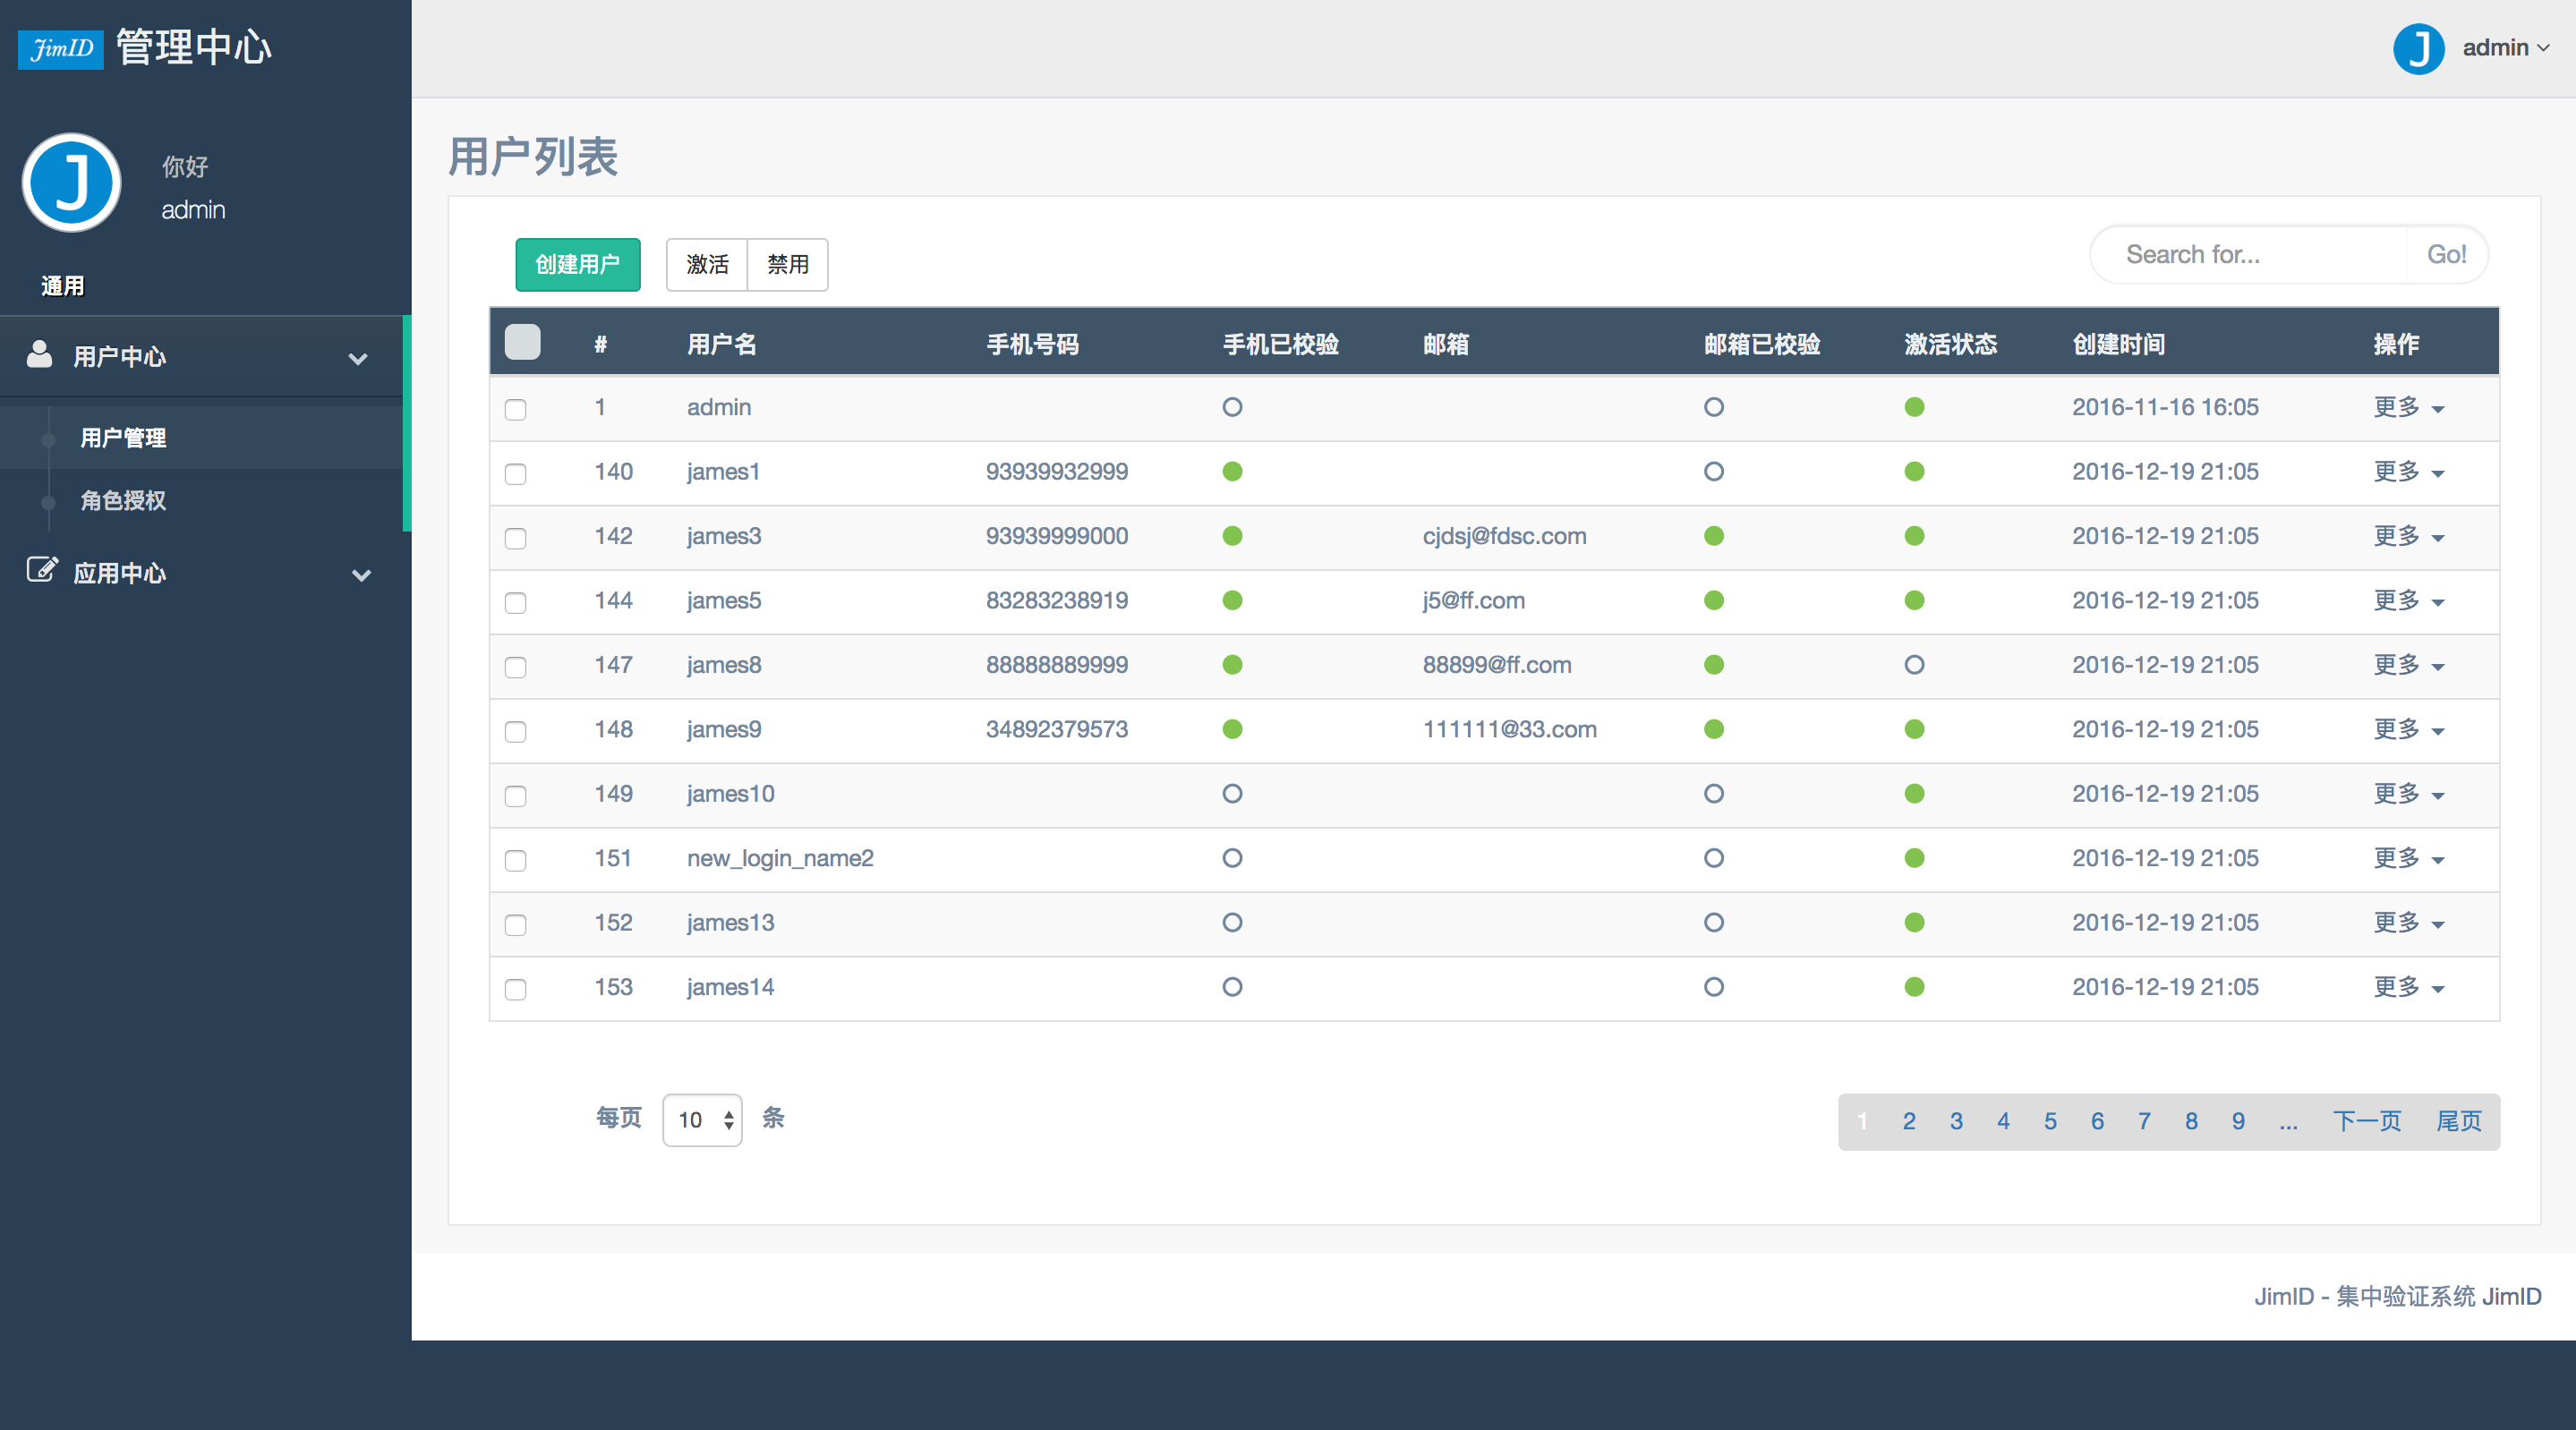 JimID 管理中心
admin
你好
admin
通用
用户中心
用户管理
角色授权
应用中心
用户列表
创建用户 激活 禁用 Search for... Go!
# 用户名 手机号码 手机已校验 邮箱 邮箱已校验 激活状态 创建时间 操作
1 admin 2016-11-16 16:05 更多
140 james1 93939932999 2016-12-19 21:05 更多
142 james3 93939999000 cjdsj@fdsc.com 2016-12-19 21:05 更多
144 james5 83283238919 j5@ff.com 2016-12-19 21:05 更多
147 james8 88888889999 88899@ff.com 2016-12-19 21:05 更多
148 james9 34892379573 111111@33.com 2016-12-19 21:05 更多
149 james10 2016-12-19 21:05 更多
151 new_login_name2 2016-12-19 21:05 更多
152 james13 2016-12-19 21:05 更多
153 james14 2016-12-19 21:05 更多
每页 10 条 1 2 3 4 5 6 7 8 9 ... 下一页 尾页
JimID - 集中验证系统 JimID
J
J